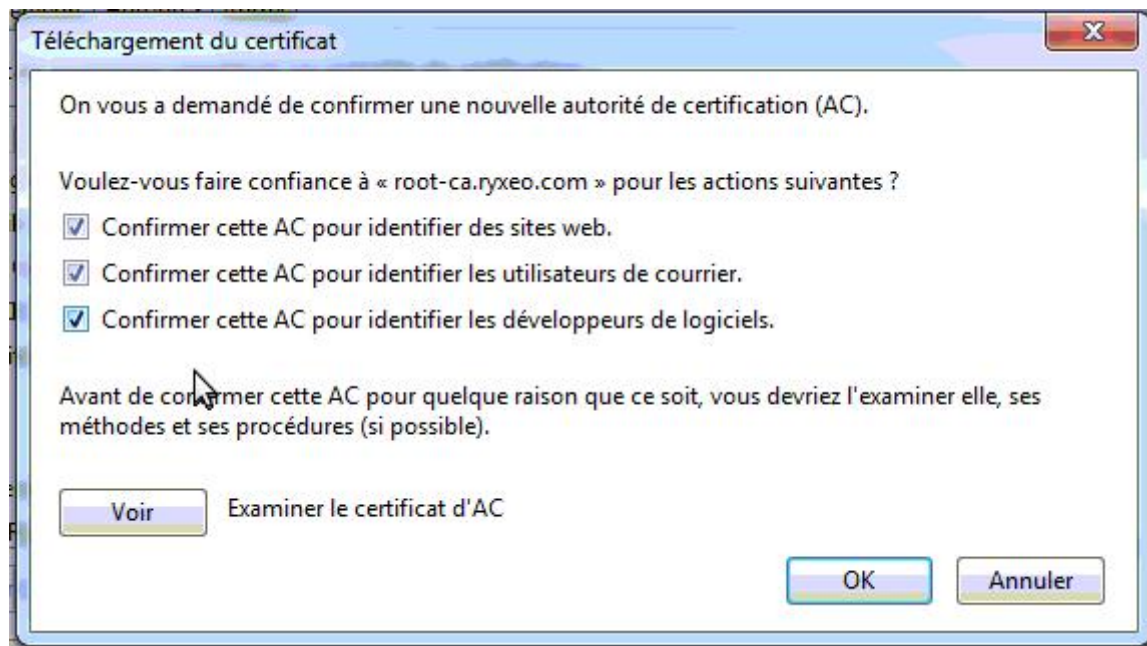 Téléchargement du certificat
On vous a demandé de confirmer une nouvelle autorité de certification (AC).
Voulez-vous faire confiance à « root-ca.ryxeo.com » pour les actions suivantes ?
Confirmer cette AC pour identifier des sites web.
Confirmer cette AC pour identifier les utilisateurs de courrier.
Confirmer cette AC pour identifier les développeurs de logiciels.
Avant de confirmer cette AC pour quelque raison que ce soit, vous devriez l'examiner elle, ses
méthodes et ses procédures (si possible).
Voir Examiner le certificat d'AC
OK Annuler